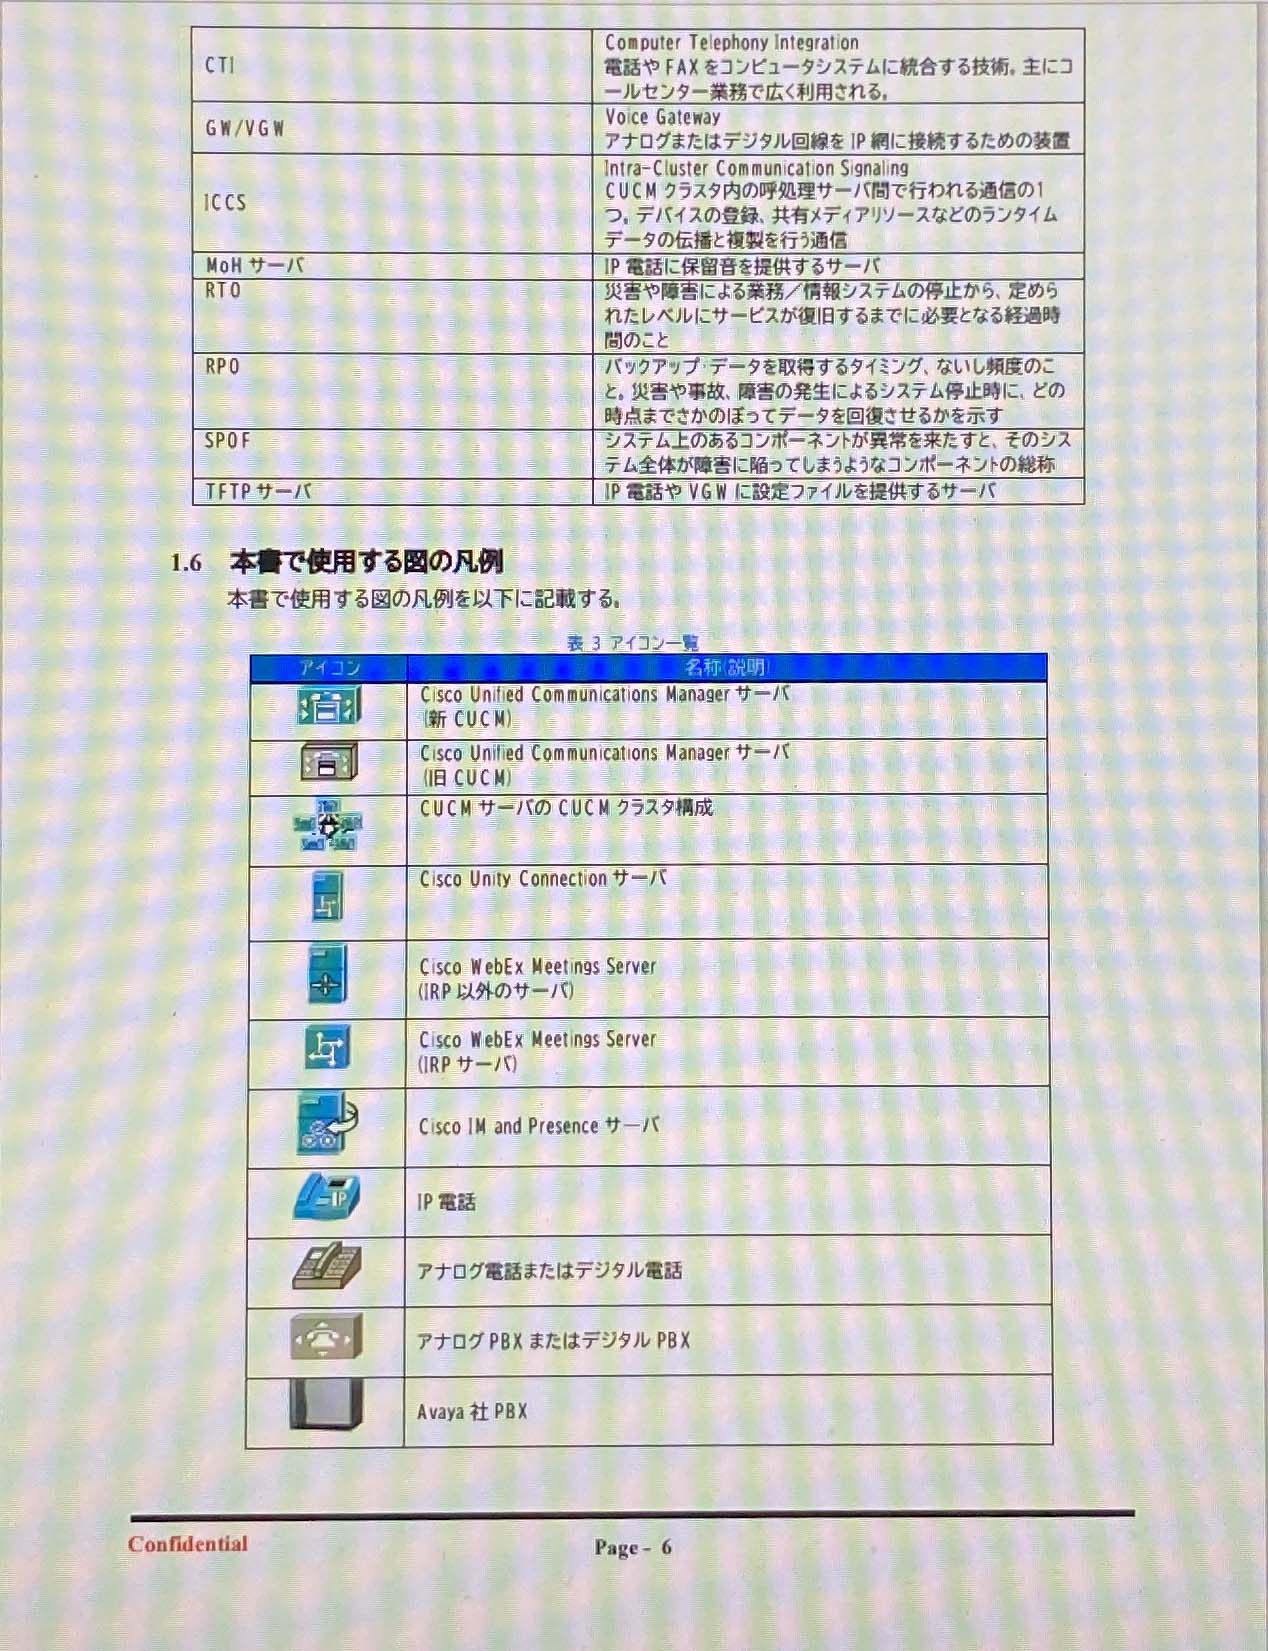 CTI
Computer Telephony Integration
電話や FAX をコンピュータシステムに統合する技術。主にコ
ールセンター業務で広く利用される。
GW/VGW
Voice Gateway
アナログまたはデジタル回線を IP 網に接続するための装置
ICCS
Intra-Cluster Communication Signaling
CUCM クラスタ内の呼処理サーバ間で行われる通信の1
つ。デバイスの登録、共有メディアリソースなどのランタイム
データの伝播と複製を行う通信
MoH サーバ
IP 電話に保留音を提供するサーバ
RTO
災害や障害による業務／情報システムの停止から、定めら
れたレベルにサービスが復旧するまでに必要となる経過時
間のこと
RPO
バックアップ・データを取得するタイミング、ないし頻度のこ
と。災害や事故、障害の発生によるシステム停止時に、どの
時点までさかのぼってデータを回復させるかを示す
SPOF
システム上のあるコンポーネントが異常を来たすと、そのシス
テム全体が障害に陥ってしまうようなコンポーネントの総称
TFTP サーバ
IP 電話や VGW に設定ファイルを提供するサーバ
1.6 本書で使用する図の凡例
本書で使用する図の凡例を以下に記載する。
表 3 アイコン一覧
アイコン
名称(説明)
Cisco Unified Communications Manager サーバ
(新 CUCM)
Cisco Unified Communications Manager サーバ
(旧 CUCM)
CUCM サーバの CUCM クラスタ構成
Cisco Unity Connection サーバ
Cisco WebEx Meetings Server
(IRP 以外のサーバ)
Cisco WebEx Meetings Server
(IRP サーバ)
Cisco IM and Presence サーバ
IP
IP 電話
アナログ電話またはデジタル電話
アナログ PBX またはデジタル PBX
Avaya 社 PBX
Confidential
Page - 6